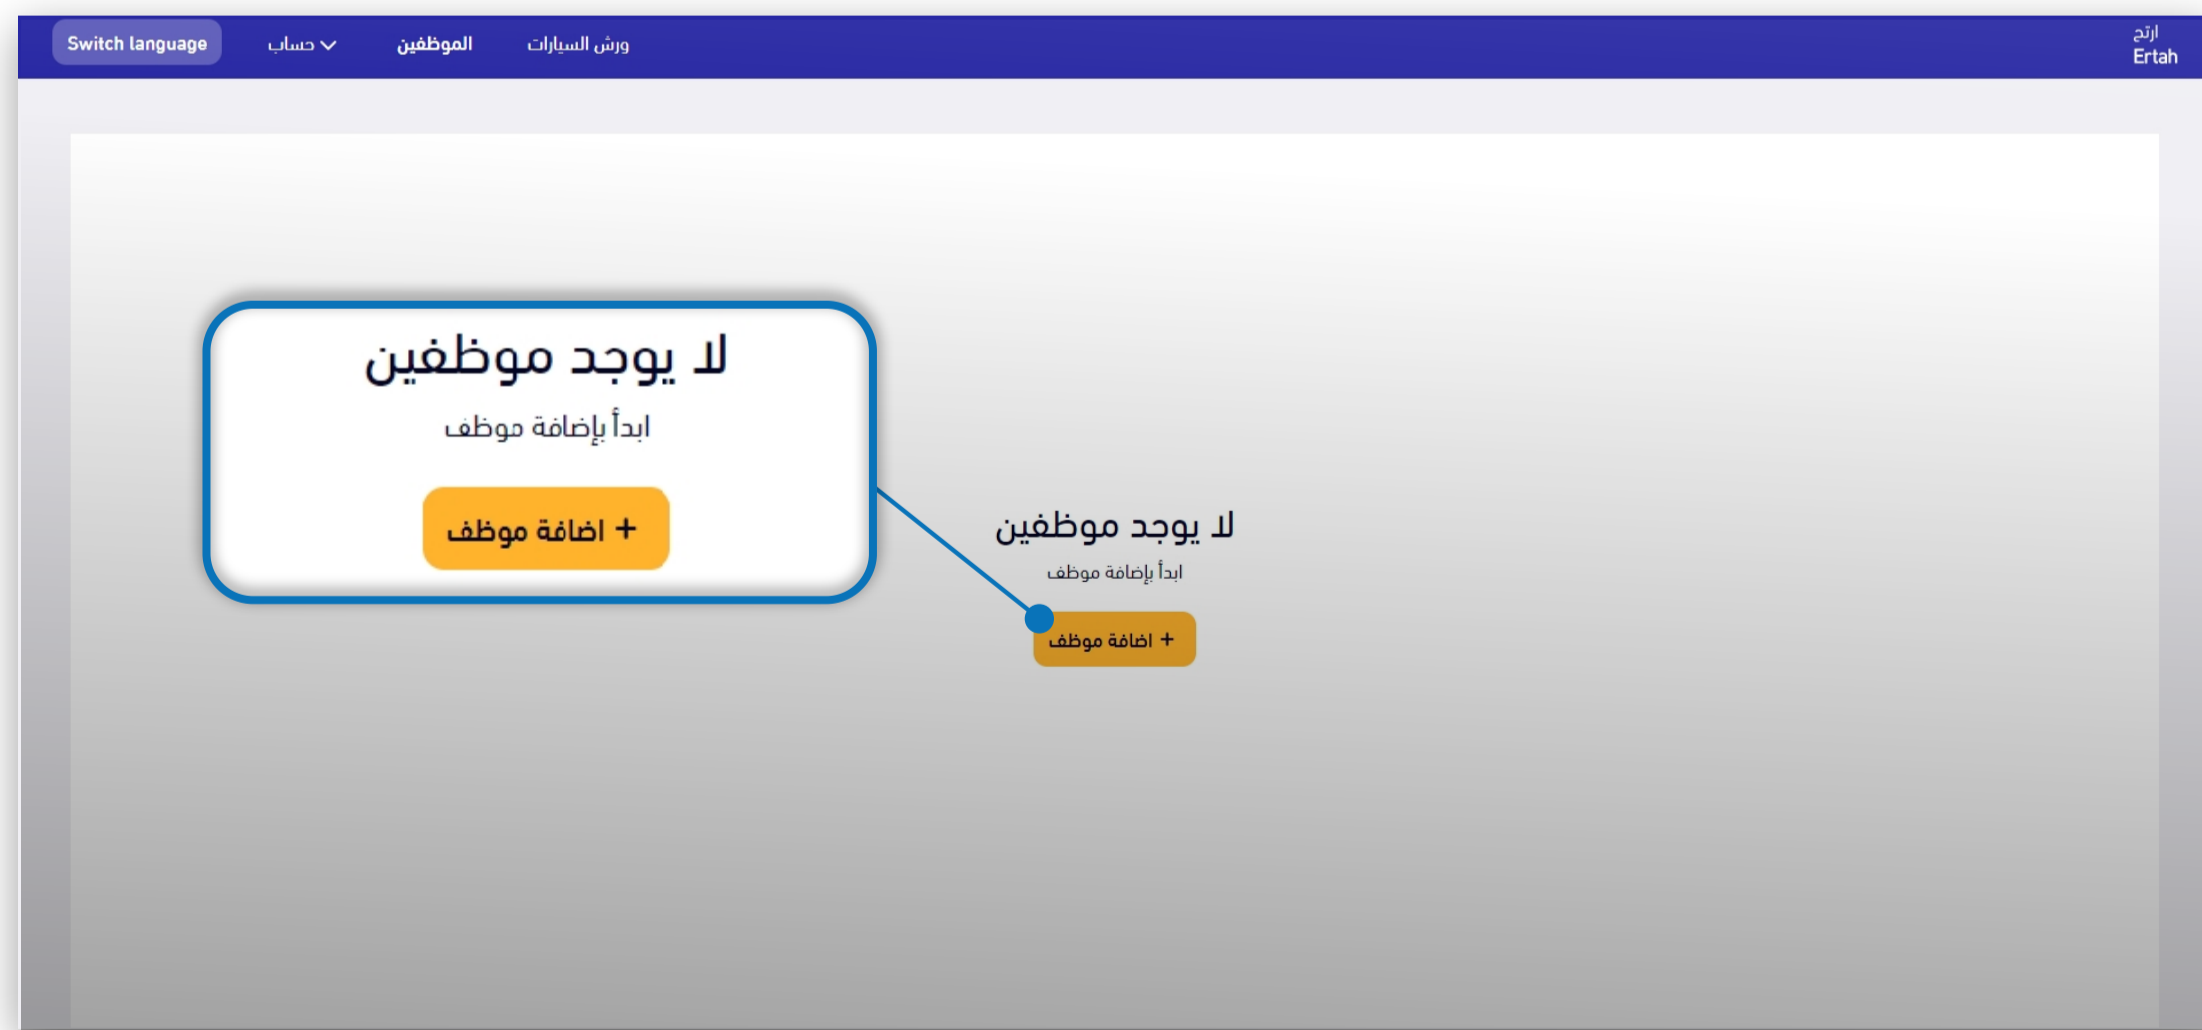 ارتح
Ertah
ورش السيارات
الموظفين
حساب
Switch language
لا يوجد موظفين
ابدأ بإضافة موظف
+ اضافة موظف
لا يوجد موظفين
ابدأ بإضافة موظف
+ اضافة موظف